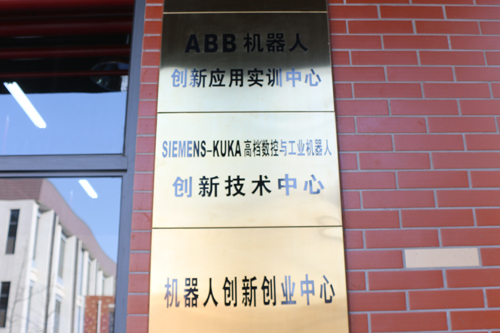 ABB机器人
创新应用实训中心
SIEMENS-KUKA高档数控与工业机器人
创新技术中心
机器人创新创业中心